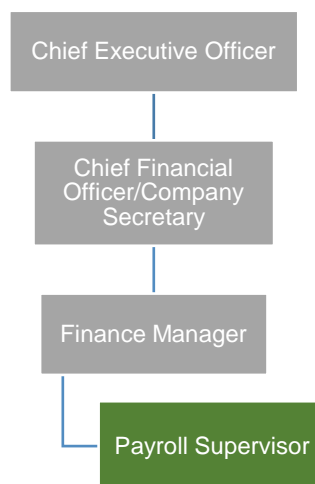 Chief Executive Officer
Chief Financial
Officer/Company
Secretary
Finance Manager
Payroll Supervisor